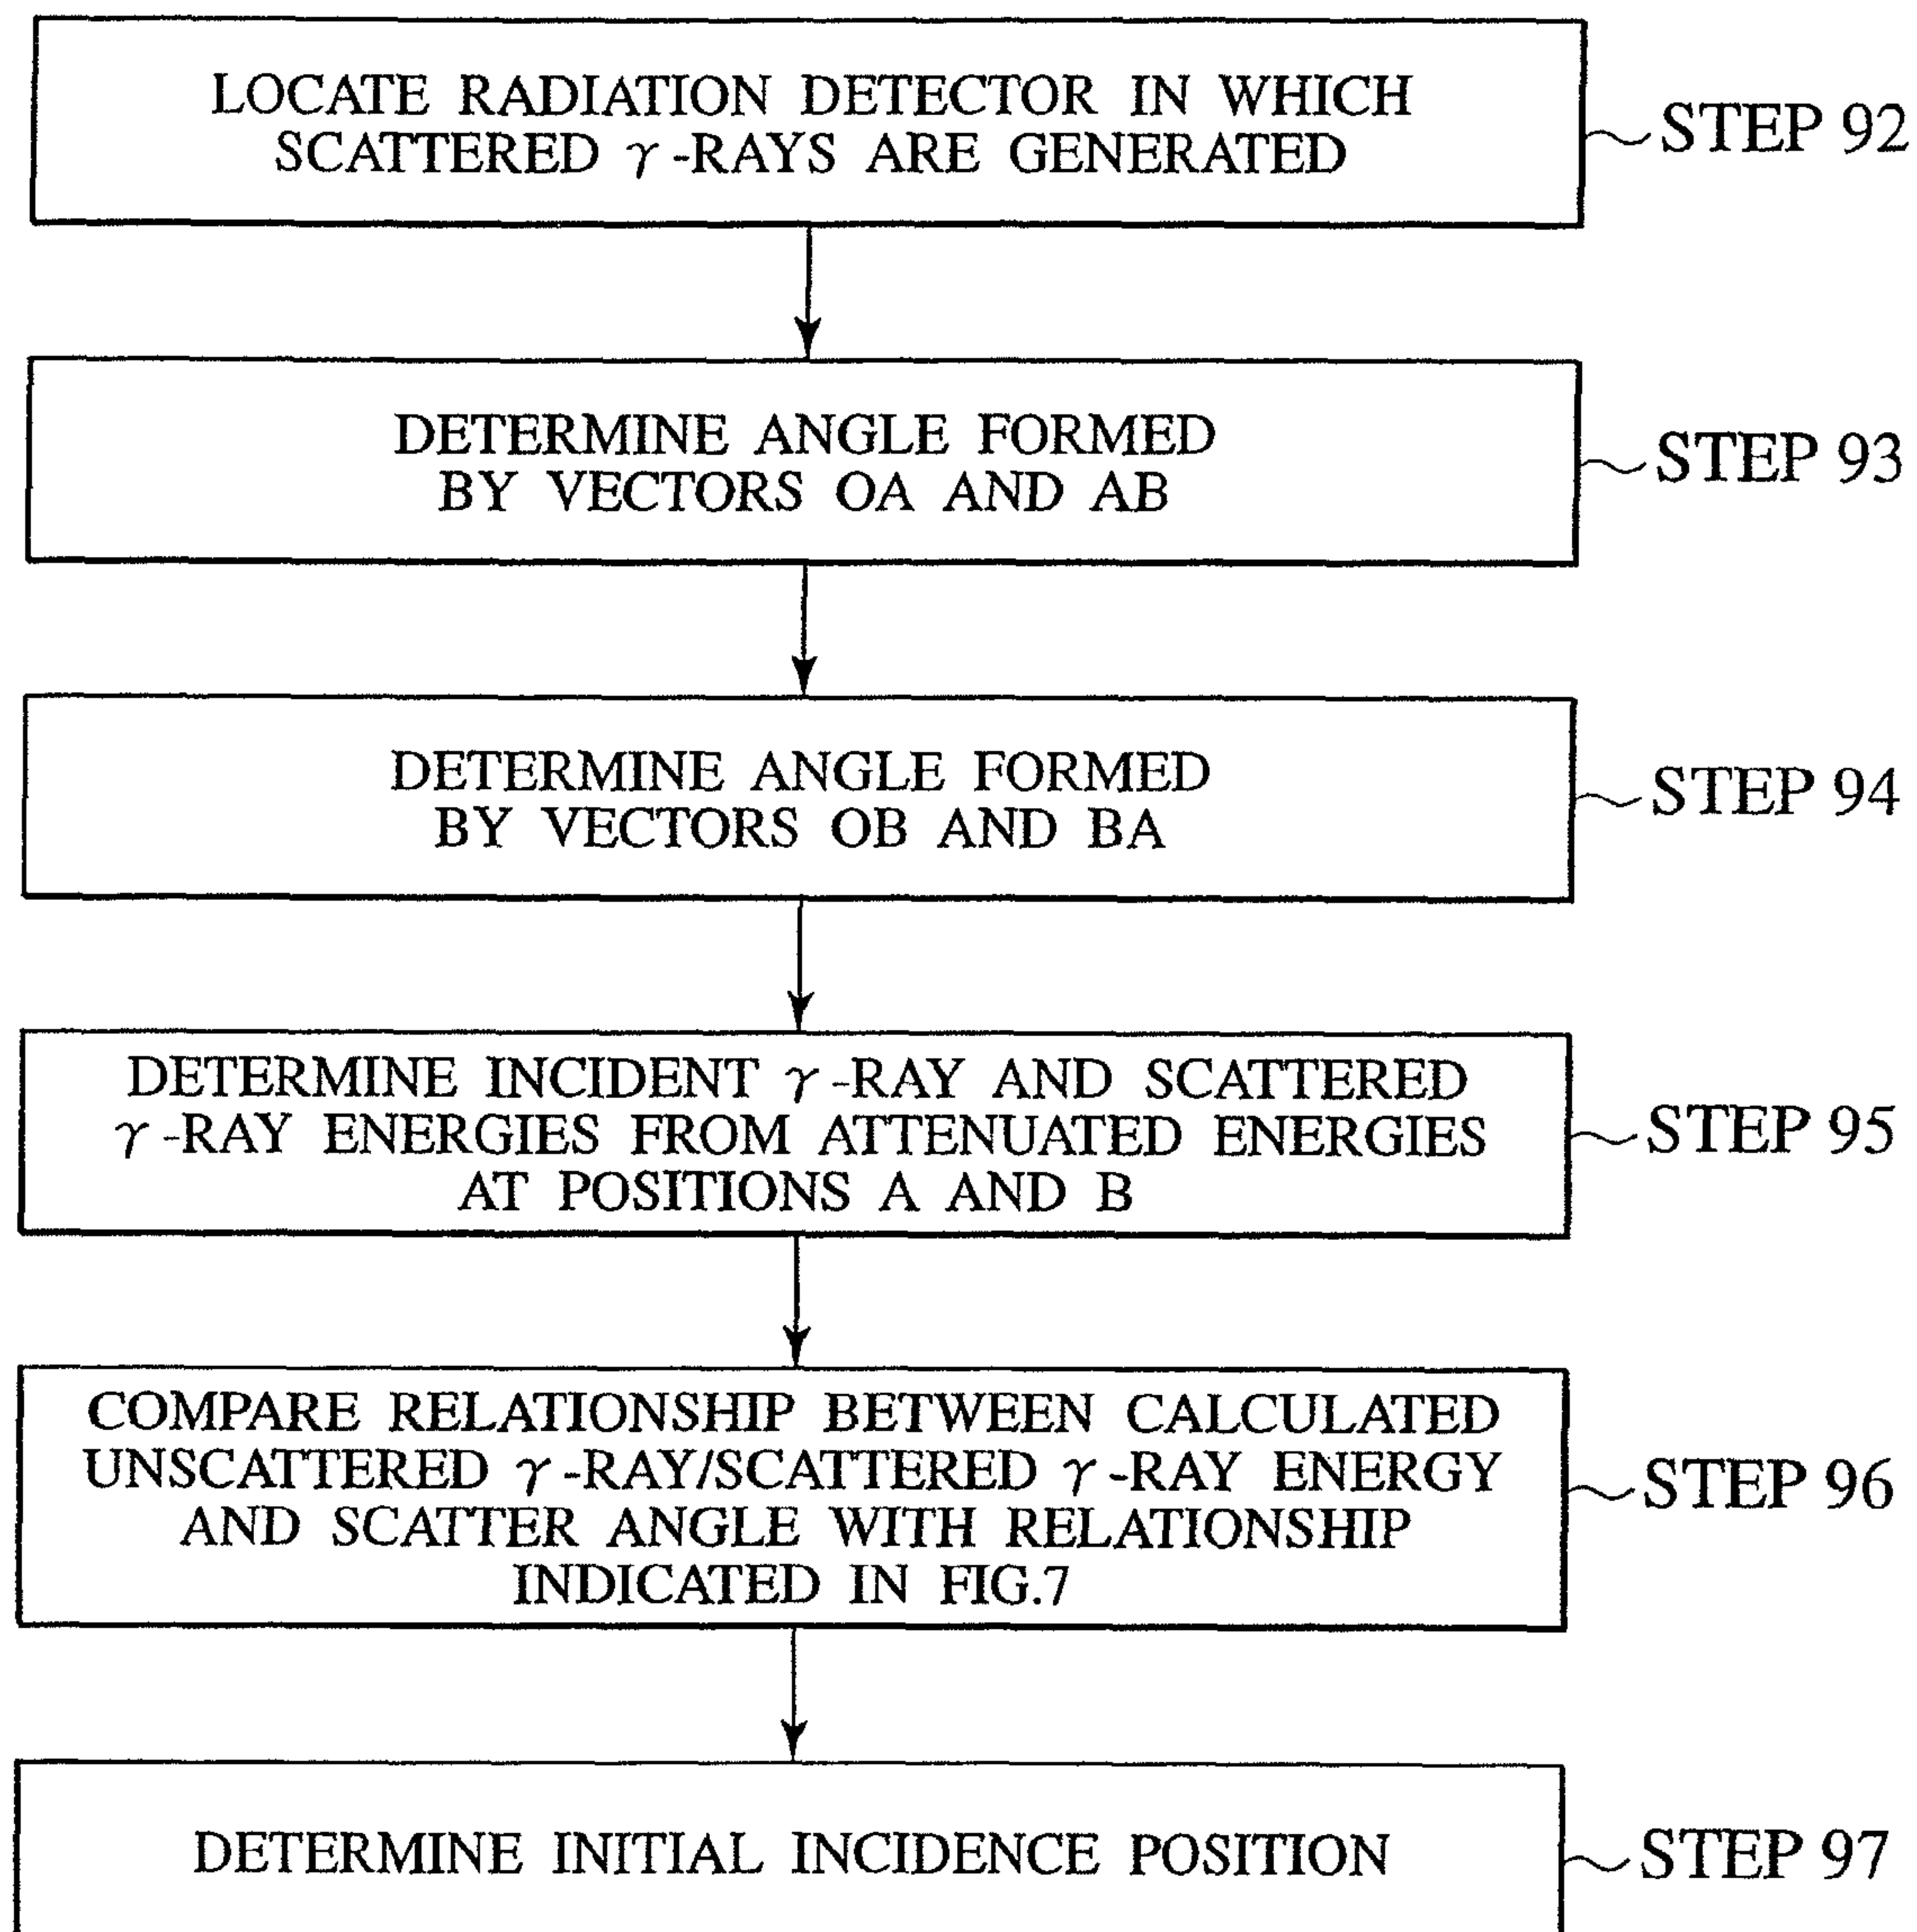 LOCATE RADIATION DETECTOR IN WHICH
SCATTERED γ-RAYS ARE GENERATED
STEP 92
DETERMINE ANGLE FORMED
BY VECTORS OA AND AB
STEP 93
DETERMINE ANGLE FORMED
BY VECTORS OB AND BA
STEP 94
DETERMINE INCIDENT γ-RAY AND SCATTERED
γ-RAY ENERGIES FROM ATTENUATED ENERGIES
AT POSITIONS A AND B
STEP 95
COMPARE RELATIONSHIP BETWEEN CALCULATED
UNSCATTERED γ-RAY/SCATTERED γ-RAY ENERGY
AND SCATTER ANGLE WITH RELATIONSHIP
INDICATED IN FIG.7
STEP 96
DETERMINE INITIAL INCIDENCE POSITION
STEP 97